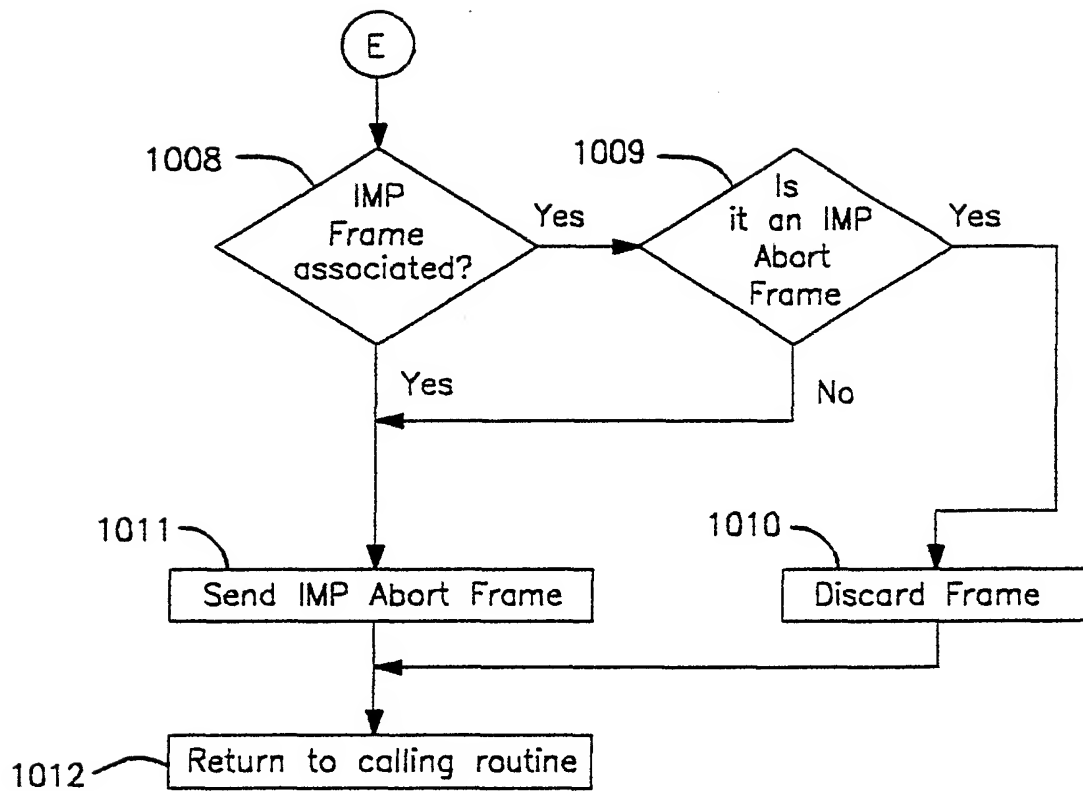 E
1008
IMP
Frame
associated?
Yes
1009
Is
it an IMP
Abort
Frame
Yes
Yes
No
1011
Send IMP Abort Frame
1010
Discard Frame
1012
Return to calling routine